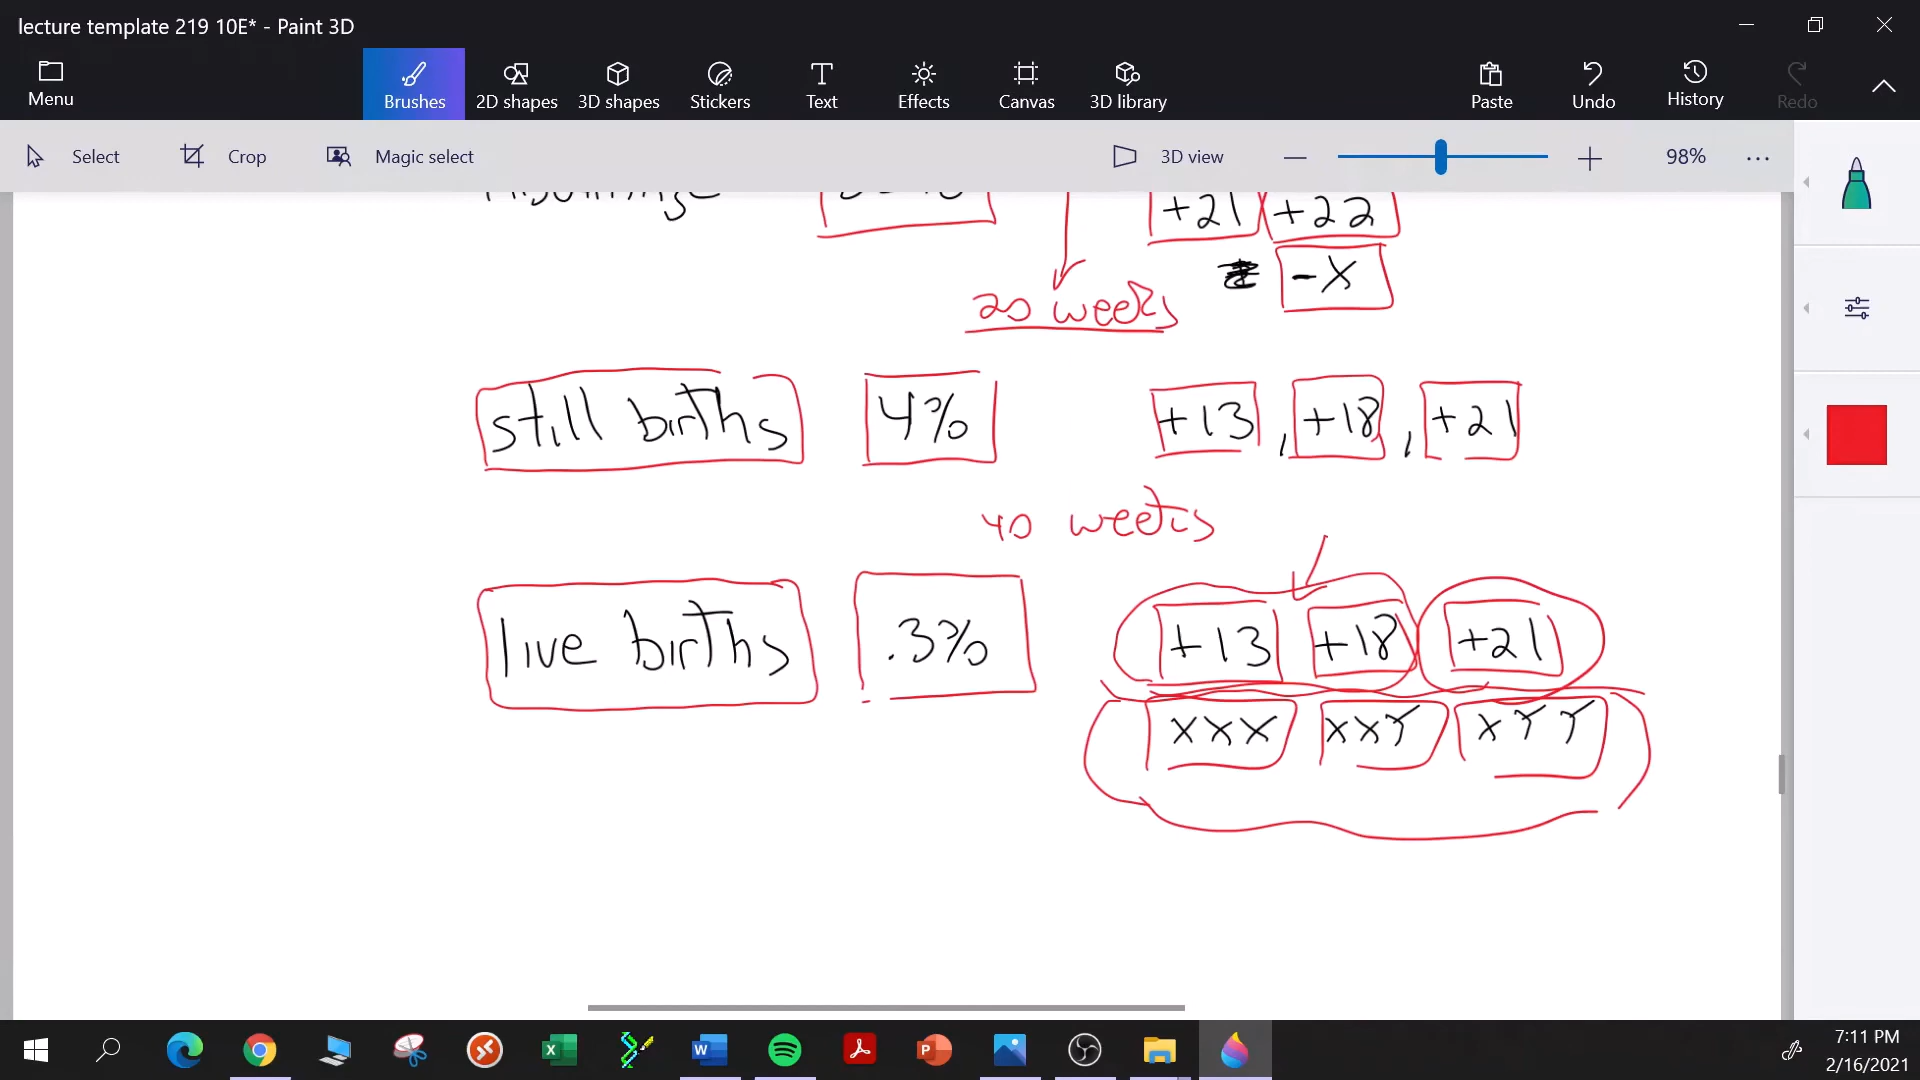 lecture template 219 10E* - Paint 3D
Menu
Brushes
2D shapes
3D shapes
Stickers
Text
Effects
Canvas
3D library
Paste
Undo
History
Redo
Select
Crop
Magic select
3D view
98%
+21 +22
-X
20 weeks
still births 4% +13, +18, +21
40 weeks
live births .3% +13 +18 +21
XXX XXY XYY
7:11 PM
2/16/2021